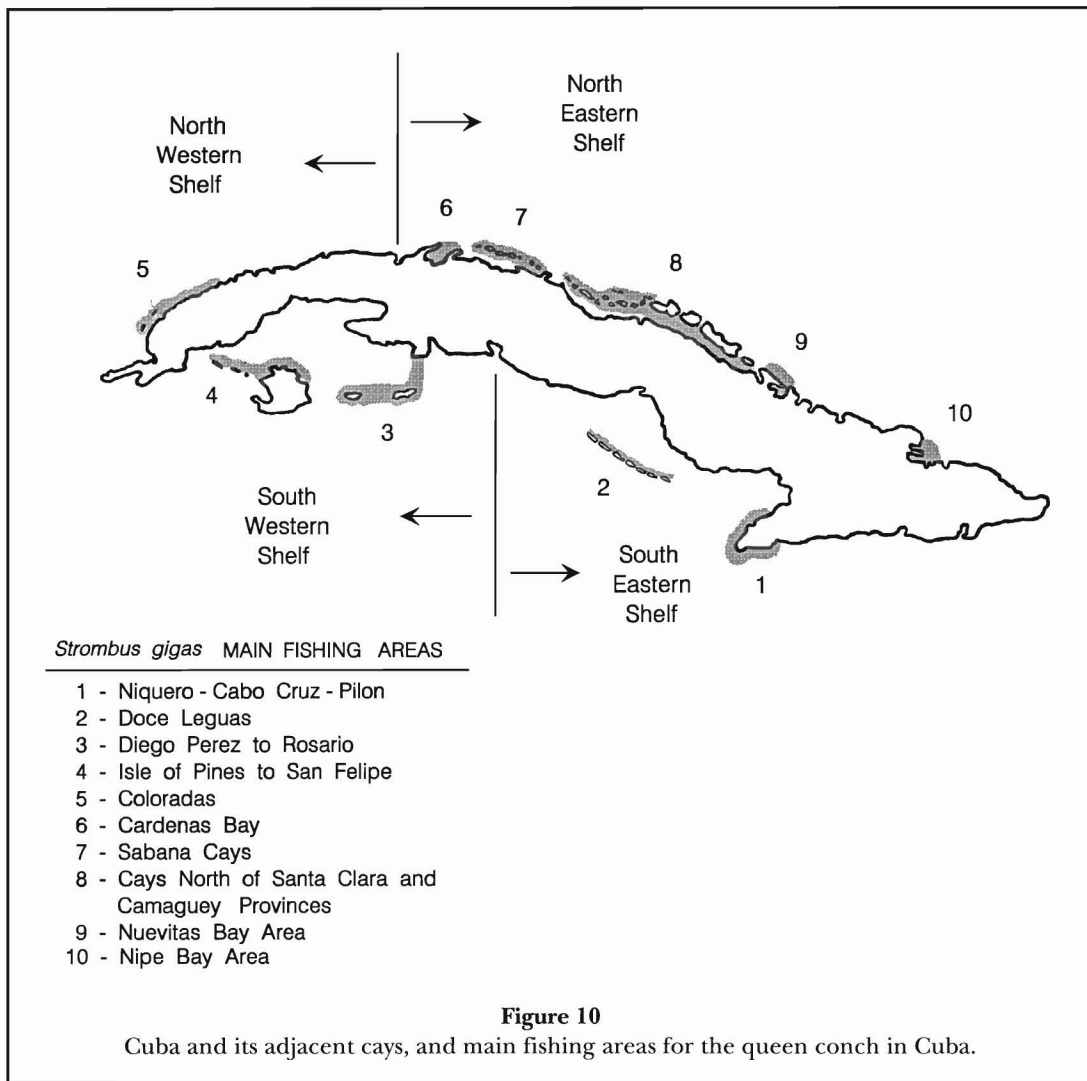 North
Western
Shelf
North
Eastern
Shelf
5
6
7
8
9
10
4
3
2
1
South
Western
Shelf
South
Eastern
Shelf
Strombus gigas MAIN FISHING AREAS
1 - Niquero - Cabo Cruz - Pilon
2 - Doce Leguas
3 - Diego Perez to Rosario
4 - Isle of Pines to San Felipe
5 - Coloradas
6 - Cardenas Bay
7 - Sabana Cays
8 - Cays North of Santa Clara and
Camaguey Provinces
9 - Nuevitas Bay Area
10 - Nipe Bay Area
Figure 10
Cuba and its adjacent cays, and main fishing areas for the queen conch in Cuba.